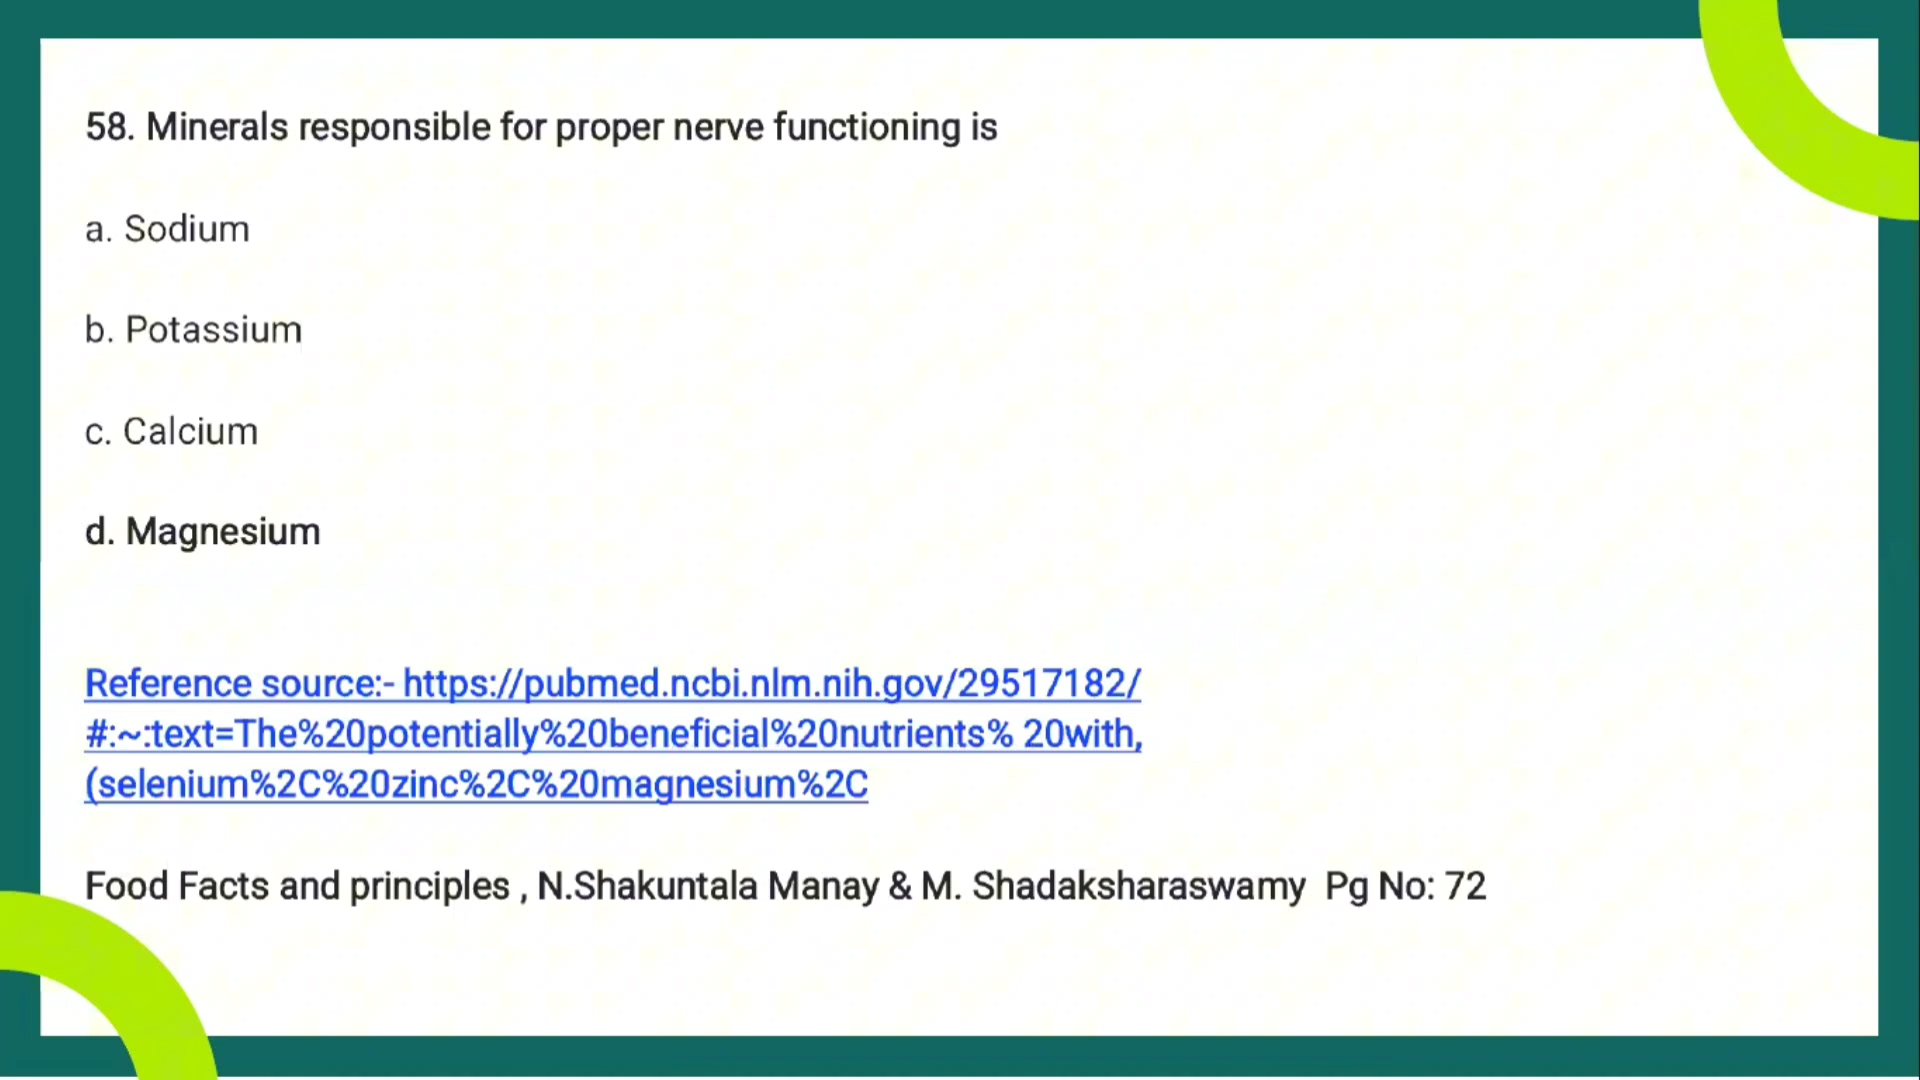 58. Minerals responsible for proper nerve functioning is
a. Sodium
b. Potassium
c. Calcium
d. Magnesium
Reference source:- https://pubmed.ncbi.nlm.nih.gov/29517182/
#:~:text=The%20potentially%20beneficial%20nutrients% 20with,
(selenium%2C%20zinc%2C%20magnesium%2C
Food Facts and principles , N.Shakuntala Manay & M. Shadaksharaswamy Pg No: 72